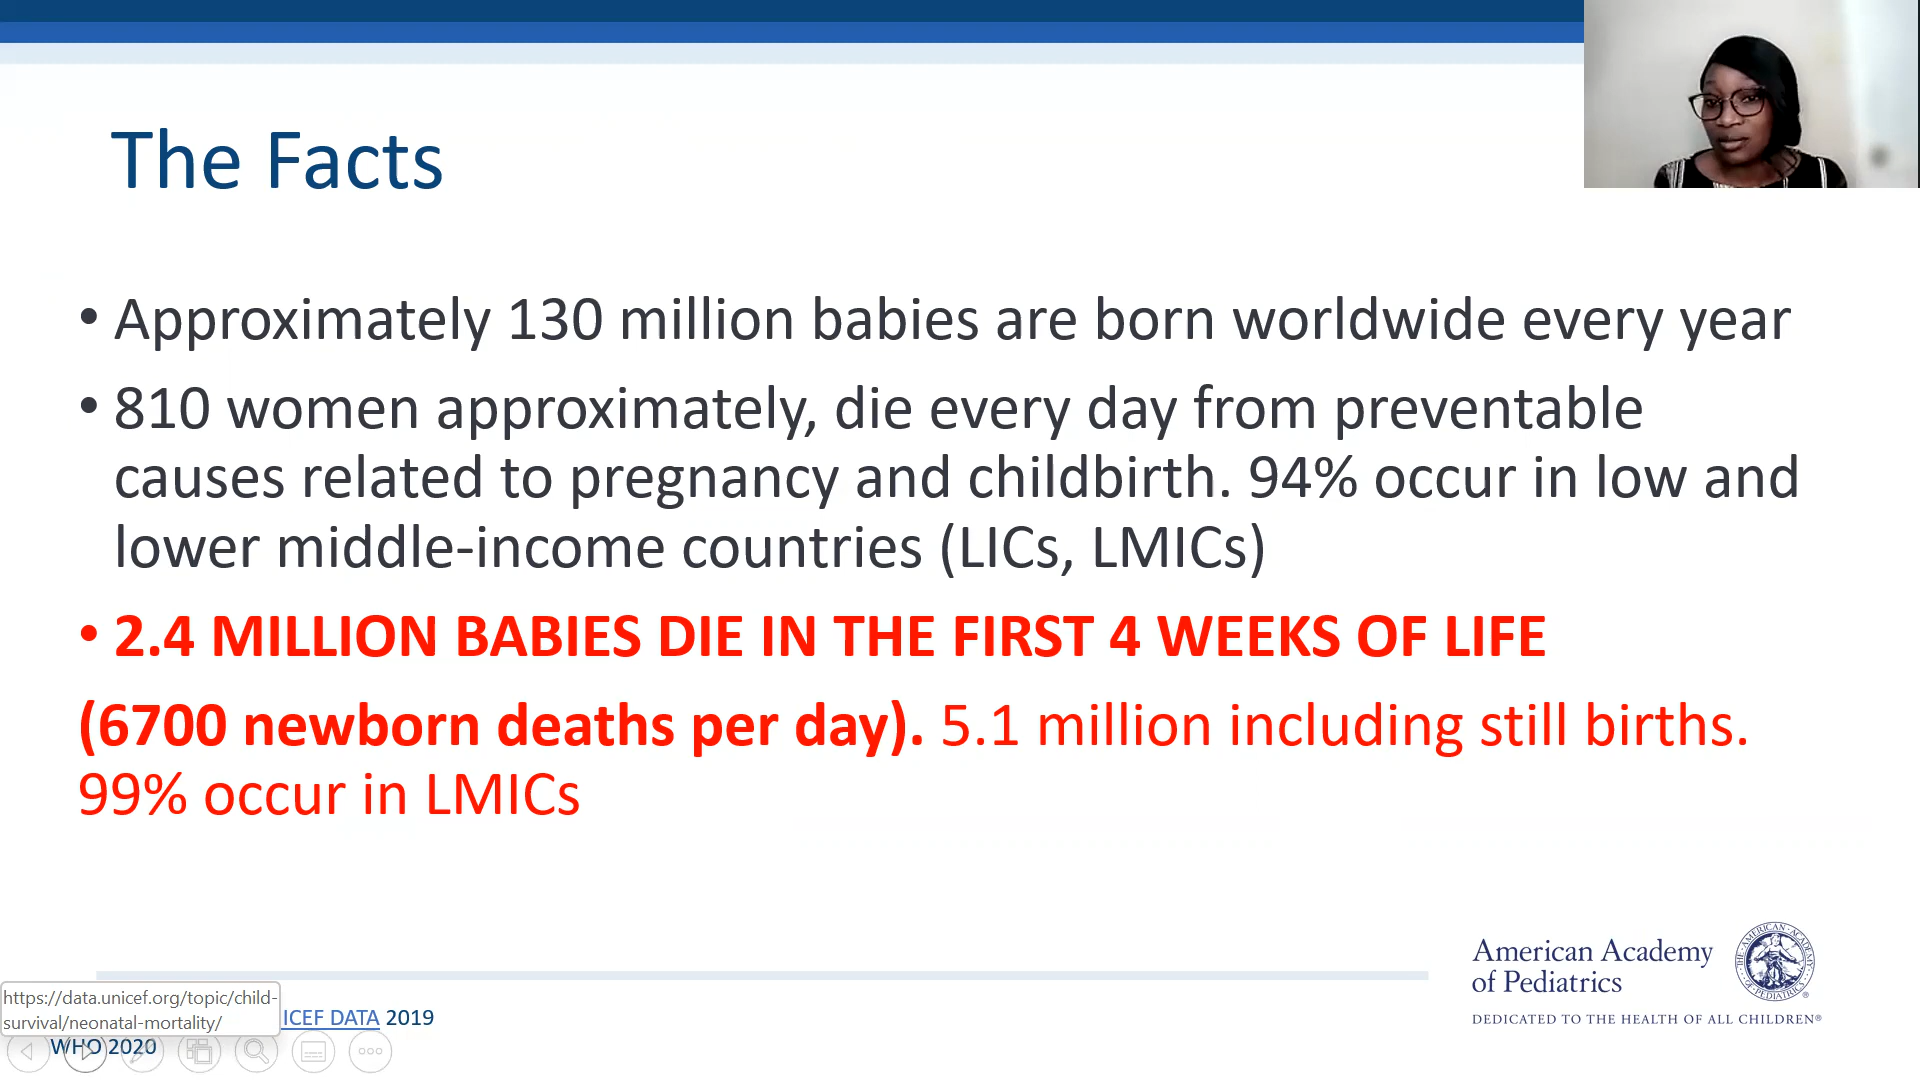 The Facts
• Approximately 130 million babies are born worldwide every year
• 810 women approximately, die every day from preventable
causes related to pregnancy and childbirth. 94% occur in low and
lower middle-income countries (LICs, LMICs)
• 2.4 MILLION BABIES DIE IN THE FIRST 4 WEEKS OF LIFE
(6700 newborn deaths per day). 5.1 million including still births.
99% occur in LMICs
American Academy
of Pediatrics
DEDICATED TO THE HEALTH OF ALL CHILDREN®
https://data.unicef.org/topic/child-
survival/neonatal-mortality/
ICEF DATA 2019
WHO 2020